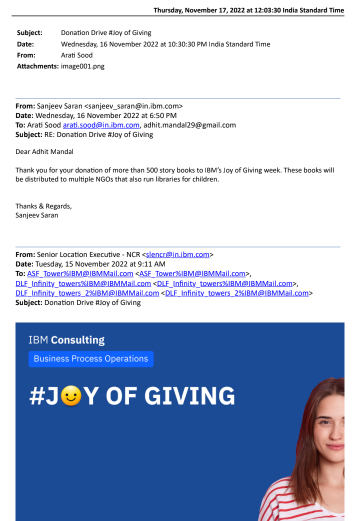 Thursday, November 17, 2022 at 12:03:30 India Standard Time
Subject: Donation Drive #Joy of Giving
Date: Wednesday, 16 November 2022 at 10:30:30 PM India Standard Time
From: Arati Sood
Attachments: image001.png
From: Sanjeev Saran <sanjeev_saran@in.ibm.com>
Date: Wednesday, 16 November 2022 at 6:50 PM
To: Arati Sood arati.sood@in.ibm.com, adhit.mandal29@gmail.com
Subject: RE: Donation Drive #Joy of Giving
Dear Adhit Mandal
Thank you for your donation of more than 500 story books to IBM's Joy of Giving week. These books will
be distributed to multiple NGOs that also run libraries for children.
Thanks & Regards,
Sanjeev Saran
From: Senior Location Executive - NCR <slencr@in.ibm.com>
Date: Tuesday, 15 November 2022 at 9:11 AM
To: ASF_Tower%IBM@IBMMail.com <ASF_Tower%IBM@IBMMail.com>,
DLF_Infinity_towers%IBM@IBMMail.com <DLF_Infinity_towers%IBM@IBMMail.com>,
DLF_Infinity_towers_2%IBM@IBMMail.com <DLF_Infinity_towers_2%IBM@IBMMail.com>
Subject: Donation Drive #Joy of Giving
IBM Consulting
Business Process Operations
#J😊Y OF GIVING